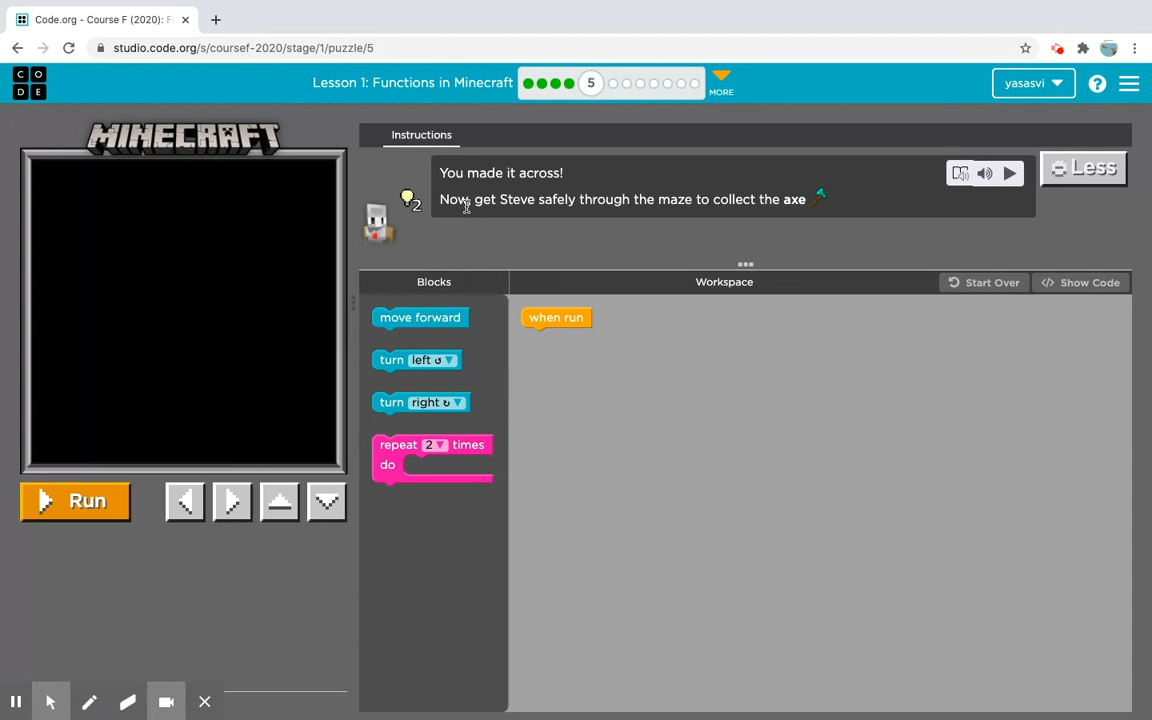 Code.org - Course F (2020): F
studio.code.org/s/coursef-2020/stage/1/puzzle/5
CO
DE
Lesson 1: Functions in Minecraft
5
MORE
yasasvi
?
MINECRAFT
Instructions
You made it across!
Now get Steve safely through the maze to collect the axe
2
Less
Blocks
Workspace
Start Over
</> Show Code
move forward
when run
turn left
turn right
repeat 2 times
do
Run